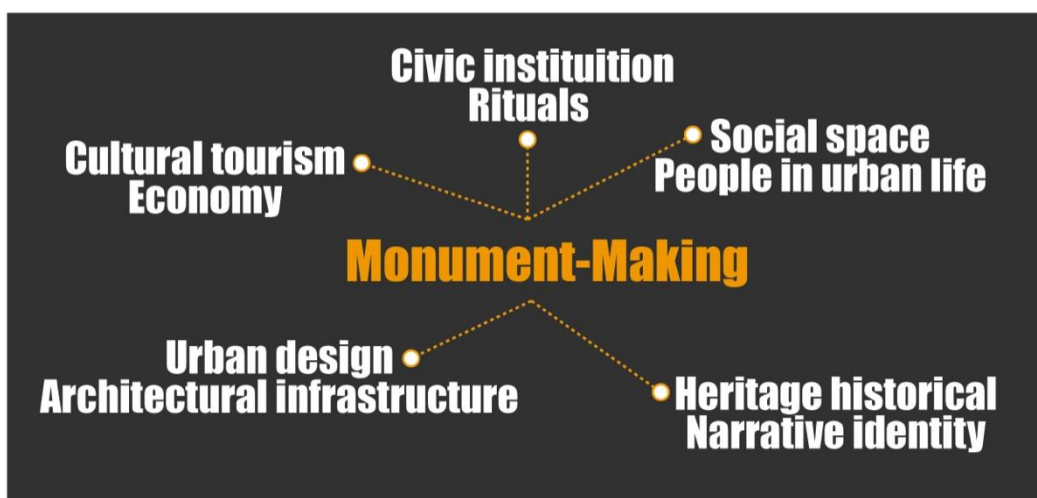 Civic instituition
Rituals
Cultural tourism
Economy
Social space
People in urban life
Monument-Making
Urban design
Architectural infrastructure
Heritage historical
Narrative identity